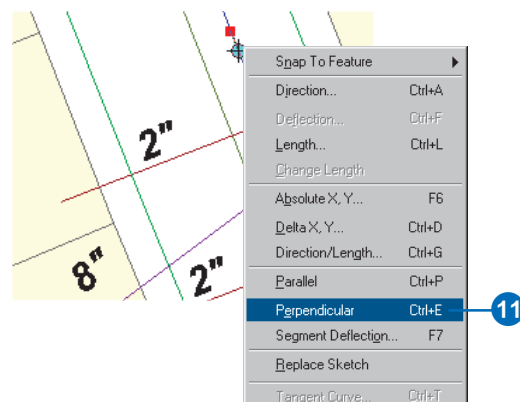 2"
8"
2"
Snap To Feature
Direction... Ctrl+A
Deflection... Ctrl+F
Length... Ctrl+L
Change Length
Absolute X, Y... F6
Delta X, Y... Ctrl+D
Direction/Length... Ctrl+G
Parallel Ctrl+P
Perpendicular Ctrl+E
11
Segment Deflection... F7
Replace Sketch
Tangent Curve... Ctrl+T